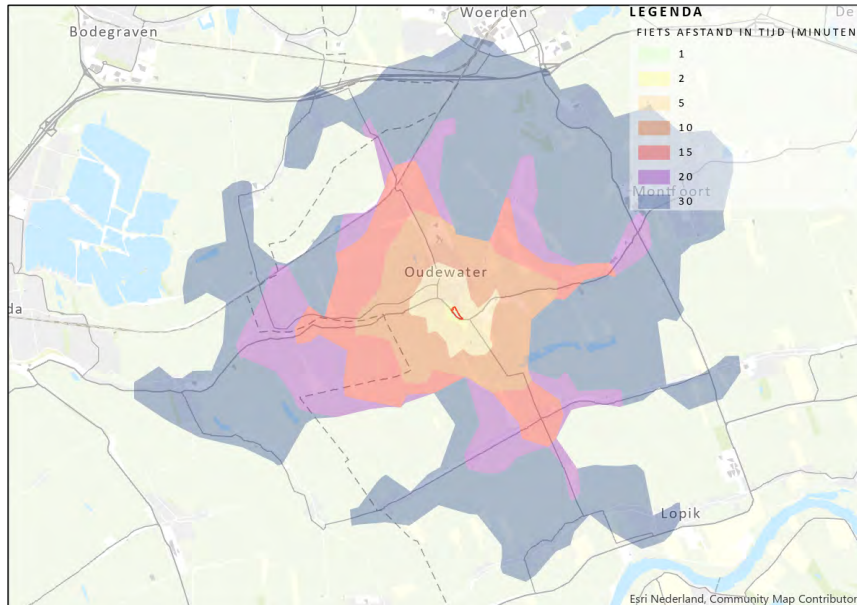 Woerden
LEGENDA
De
Bodegraven
FIETS AFSTAND IN TIJD (MINUTEN
1
2
5
10
15
20
Montfoort
30
Oudewater
da
Lopik
Esri Nederland, Community Map Contributor